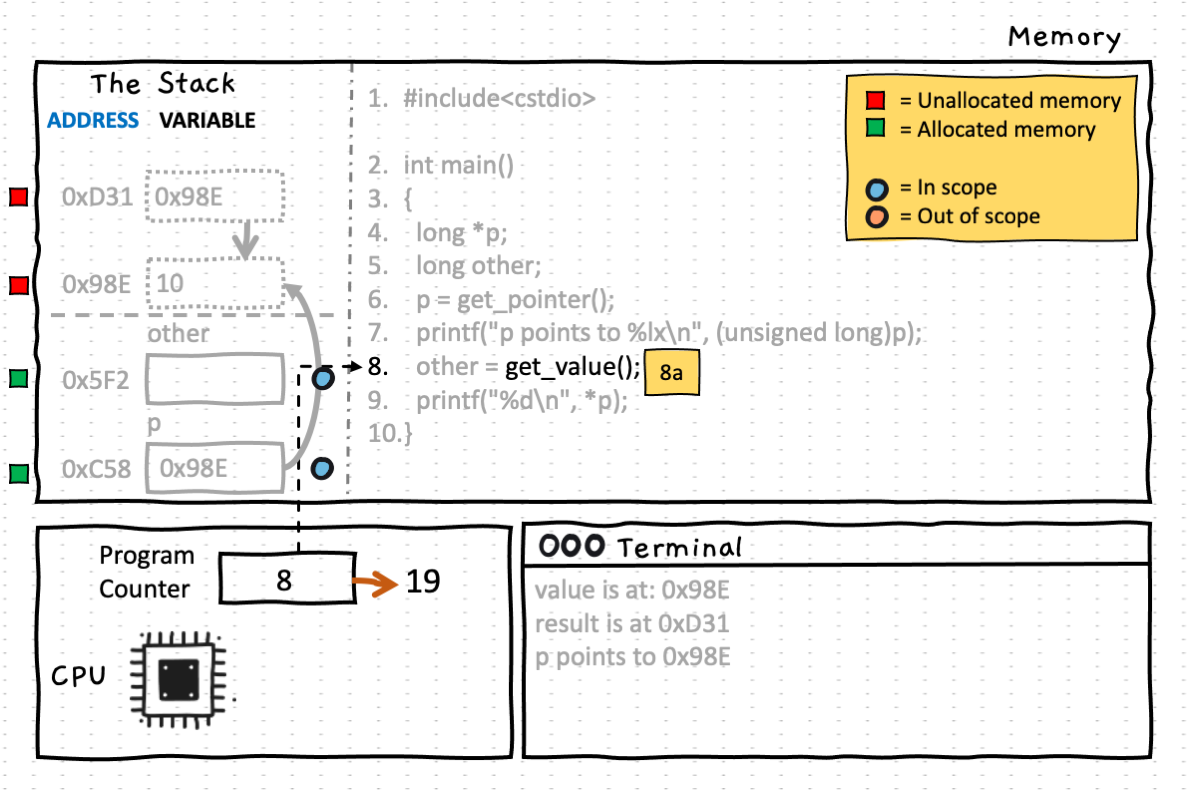 Memory
The Stack
ADDRESS VARIABLE
0xD31 0x98E
0x98E 10
other
0x5F2
p
0xC58 0x98E
1. #include<cstdio>
2. int main()
3. {
4. long *p;
5. long other;
6. p = get_pointer();
7. printf("p points to %lx\n", (unsigned long)p);
8. other = get_value(); 8a
9. printf("%d\n", *p);
10.}
= Unallocated memory
= Allocated memory
= In scope
= Out of scope
Program
Counter
8 19
CPU
Terminal
value is at: 0x98E
result is at 0xD31
p points to 0x98E